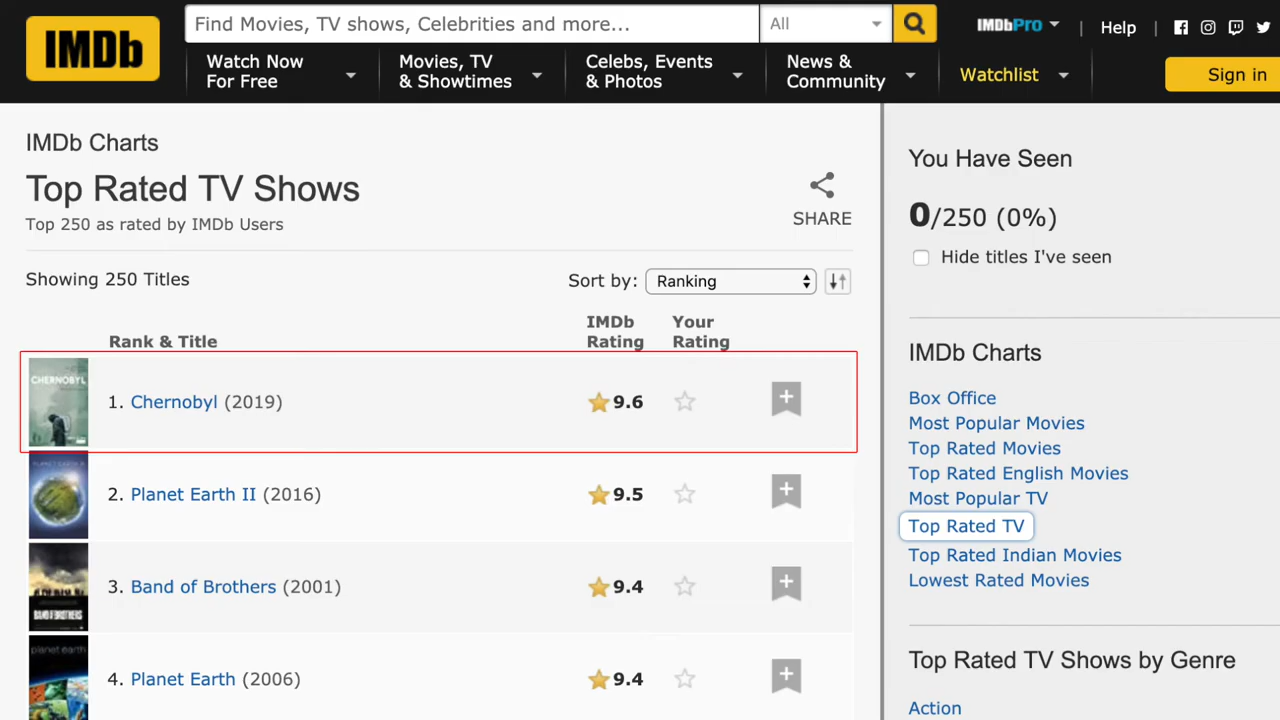 IMDb
Find Movies, TV shows, Celebrities and more...
All
IMDbPro
Help
Watch Now
For Free
Movies, TV
& Showtimes
Celebs, Events
& Photos
News &
Community
Watchlist
Sign in
IMDb Charts
Top Rated TV Shows
Top 250 as rated by IMDb Users
SHARE
Showing 250 Titles
Sort by: Ranking
Rank & Title
IMDb
Rating
Your
Rating
CHERNOBYL
1. Chernobyl (2019) 9.6
2. Planet Earth II (2016) 9.5
BAND OF BROTHERS
3. Band of Brothers (2001) 9.4
planet earth
4. Planet Earth (2006) 9.4
You Have Seen
0/250 (0%)
Hide titles I've seen
IMDb Charts
Box Office
Most Popular Movies
Top Rated Movies
Top Rated English Movies
Most Popular TV
Top Rated TV
Top Rated Indian Movies
Lowest Rated Movies
Top Rated TV Shows by Genre
Action